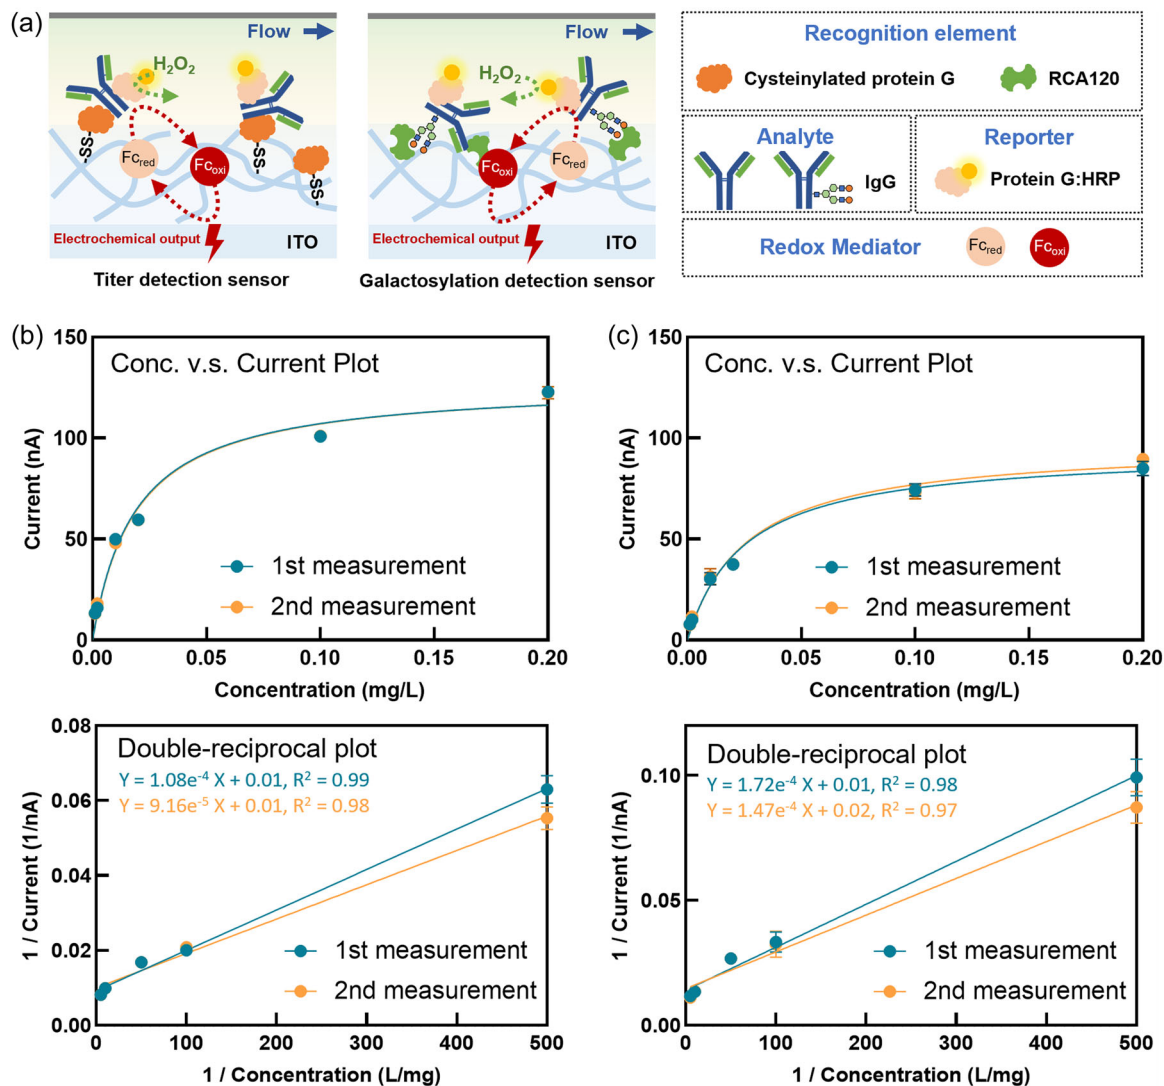 (a)
Flow
H₂O₂
-SS-
-SS-
-SS-
Fc_red
Fc_oxi
Electrochemical output
ITO
Titer detection sensor
Flow
H₂O₂
Fc_oxi
Fc_red
Electrochemical output
ITO
Galactosylation detection sensor
Recognition element
Cysteinylated protein G
RCA120
Analyte
IgG
Reporter
Protein G:HRP
Redox Mediator
Fc_red
Fc_oxi
(b)
Conc. v.s. Current Plot
Current (nA)
150
100
50
0
1st measurement
2nd measurement
0.00 0.05 0.10 0.15 0.20
Concentration (mg/L)
(c)
Conc. v.s. Current Plot
Current (nA)
150
100
50
0
1st measurement
2nd measurement
0.00 0.05 0.10 0.15 0.20
Concentration (mg/L)
Double-reciprocal plot
Y = 1.08e⁻⁴ X + 0.01, R² = 0.99
Y = 9.16e⁻⁵ X + 0.01, R² = 0.98
1 / Current (1/nA)
0.08
0.06
0.04
0.02
0.00
1st measurement
2nd measurement
0 100 200 300 400 500
1 / Concentration (L/mg)
Double-reciprocal plot
Y = 1.72e⁻⁴ X + 0.01, R² = 0.98
Y = 1.47e⁻⁴ X + 0.02, R² = 0.97
1 / Current (1/nA)
0.10
0.05
0.00
1st measurement
2nd measurement
0 100 200 300 400 500
1 / Concentration (L/mg)